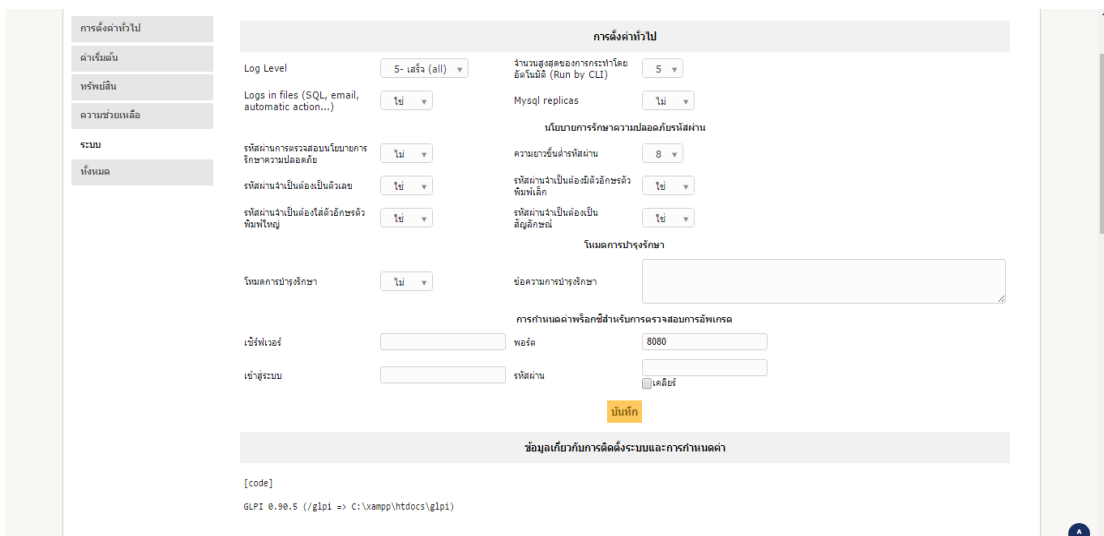 การตั้งค่าทั่วไป
ค่าเริ่มต้น
ทรัพย์สิน
ความช่วยเหลือ
ระบบ
ทั้งหมด
การตั้งค่าทั่วไป
Log Level
5- เสร็จ (all)
จำนวนสูงสุดของการกระทำโดย
อัตโนมัติ (Run by CLI)
5
Logs in files (SQL, email,
automatic action...)
ใช่
Mysql replicas
ไม่
นโยบายการรักษาความปลอดภัยรหัสผ่าน
รหัสผ่านการตรวจสอบนโยบายการ
รักษาความปลอดภัย
ไม่
ความยาวขั้นต่ำรหัสผ่าน
8
รหัสผ่านจำเป็นต้องเป็นตัวเลข
ใช่
รหัสผ่านจำเป็นต้องมีตัวอักษรตัว
พิมพ์เล็ก
ใช่
รหัสผ่านจำเป็นต้องใส่ตัวอักษรตัว
พิมพ์ใหญ่
ใช่
รหัสผ่านจำเป็นต้องเป็น
สัญลักษณ์
ใช่
โหมดการบำรุงรักษา
โหมดการบำรุงรักษา
ไม่
ข้อความการบำรุงรักษา
การกำหนดค่าพร็อกซีสำหรับการตรวจสอบการอัพเกรด
เซิร์ฟเวอร์
พอร์ต
8080
เข้าสู่ระบบ
รหัสผ่าน
เคลียร์
บันทึก
ข้อมูลเกี่ยวกับการติดตั้งระบบและการกำหนดค่า
[code]
GLPI 0.90.5 (/glpi => C:\xampp\htdocs\glpi)